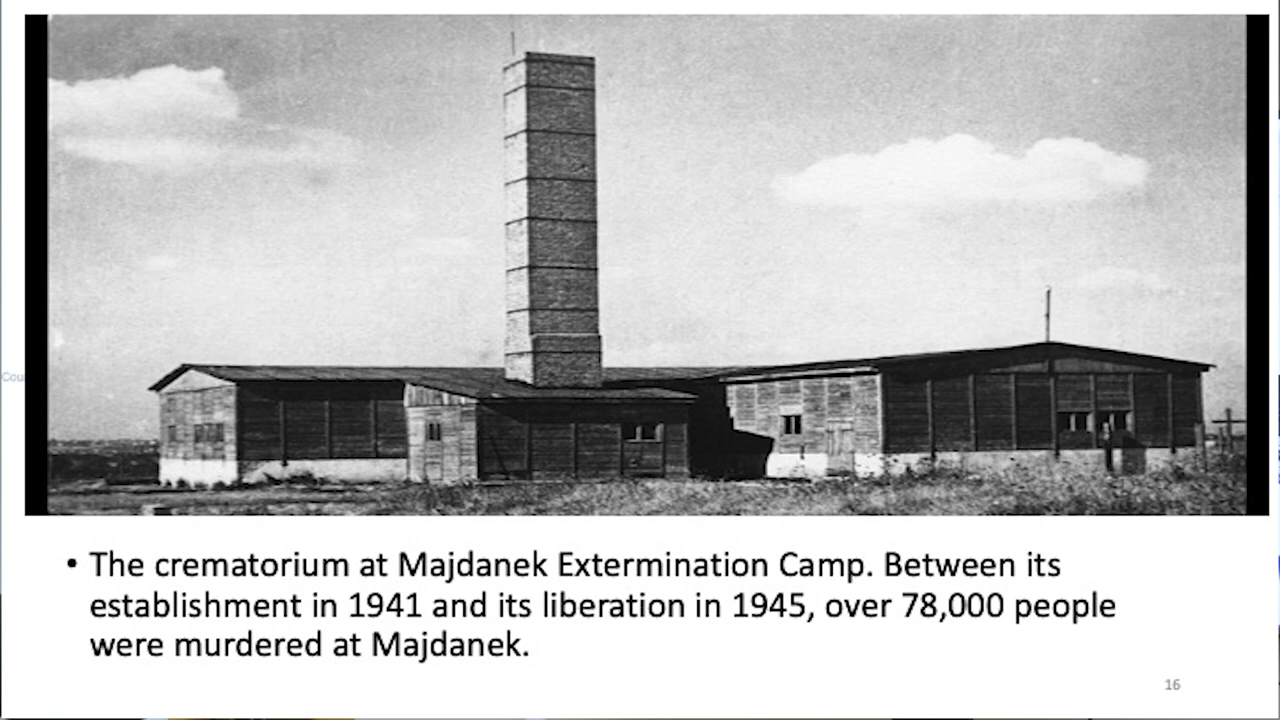 Cou
• The crematorium at Majdanek Extermination Camp. Between its
establishment in 1941 and its liberation in 1945, over 78,000 people
were murdered at Majdanek.
16